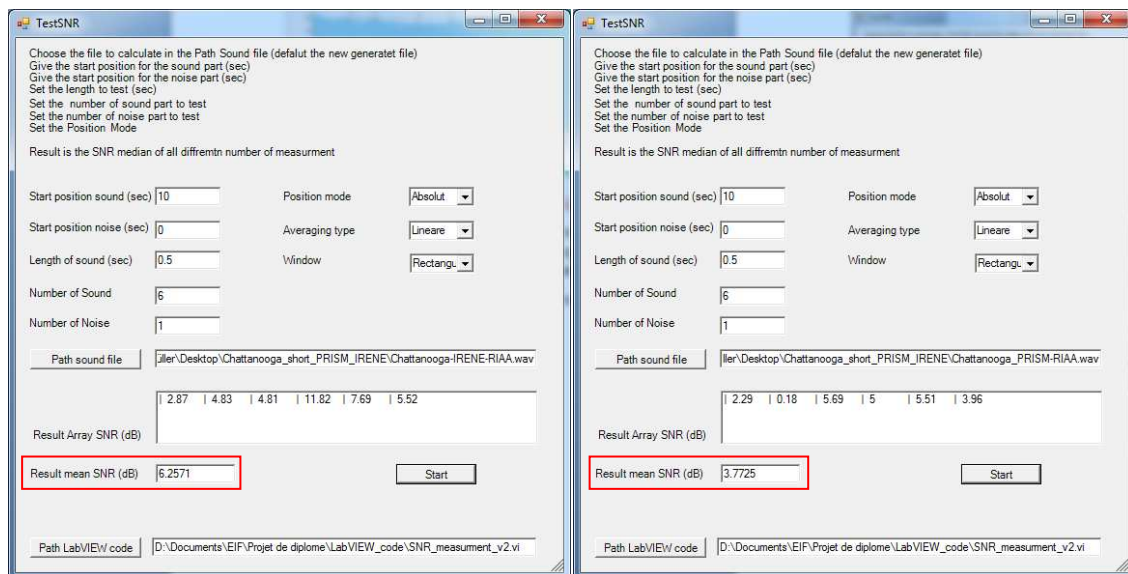 TestSNR
Choose the file to calculate in the Path Sound file (defalut the new generatet file)
Give the start position for the sound part (sec)
Give the start position for the noise part (sec)
Set the length to test (sec)
Set the number of sound part to test
Set the number of noise part to test
Set the Position Mode
Result is the SNR median of all diffremtn number of measurment
Start position sound (sec) 10 Position mode Absolut
Start position noise (sec) 0 Averaging type Lineare
Length of sound (sec) 0.5 Window Rectangu
Number of Sound 6
Number of Noise 1
Path sound file üller\Desktop\Chattanooga_short_PRISM_IRENE\Chattanooga-IRENE-RIAA.wav
| 2.87 | 4.83 | 4.81 | 11.82 | 7.69 | 5.52
Result Array SNR (dB)
Result mean SNR (dB) 6.2571 Start
Path LabVIEW code D:\Documents\EIF\Projet de diplome\LabVIEW_code\SNR_measument_v2.vi
TestSNR
Choose the file to calculate in the Path Sound file (defalut the new generatet file)
Give the start position for the sound part (sec)
Give the start position for the noise part (sec)
Set the length to test (sec)
Set the number of sound part to test
Set the number of noise part to test
Set the Position Mode
Result is the SNR median of all diffremtn number of measurment
Start position sound (sec) 10 Position mode Absolut
Start position noise (sec) 0 Averaging type Lineare
Length of sound (sec) 0.5 Window Rectangu
Number of Sound 6
Number of Noise 1
Path sound file ller\Desktop\Chattanooga_short_PRISM_IRENE\Chattanooga_PRISM-RIAA.wav
| 2.29 | 0.18 | 5.69 | 5 | 5.51 | 3.96
Result Array SNR (dB)
Result mean SNR (dB) 3.7725 Start
Path LabVIEW code D:\Documents\EIF\Projet de diplome\LabVIEW_code\SNR_measument_v2.vi